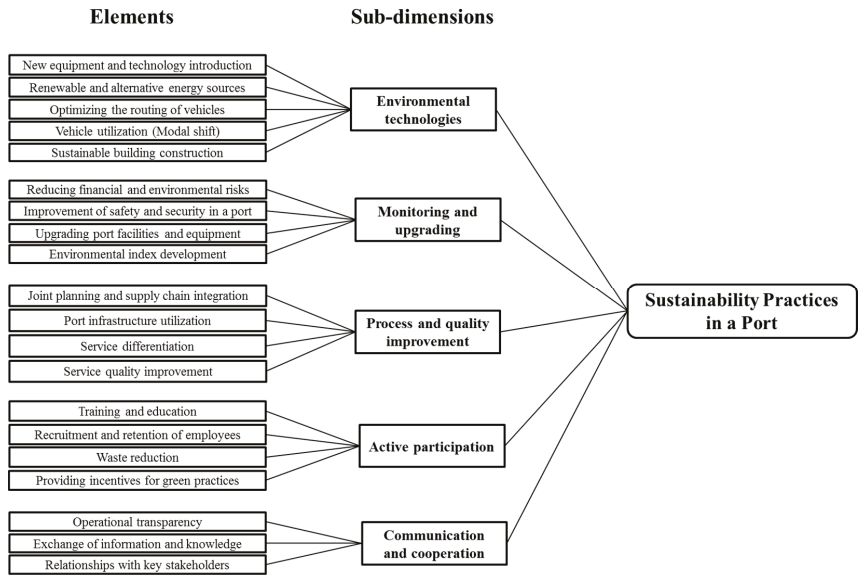 Elements
Sub-dimensions
New equipment and technology introduction
Renewable and alternative energy sources
Optimizing the routing of vehicles
Vehicle utilization (Modal shift)
Sustainable building construction
Environmental
technologies
Reducing financial and environmental risks
Improvement of safety and security in a port
Upgrading port facilities and equipment
Environmental index development
Monitoring and
upgrading
Joint planning and supply chain integration
Port infrastructure utilization
Service differentiation
Service quality improvement
Process and quality
improvement
Training and education
Recruitment and retention of employees
Waste reduction
Providing incentives for green practices
Active participation
Operational transparency
Exchange of information and knowledge
Relationships with key stakeholders
Communication
and cooperation
Sustainability Practices
in a Port